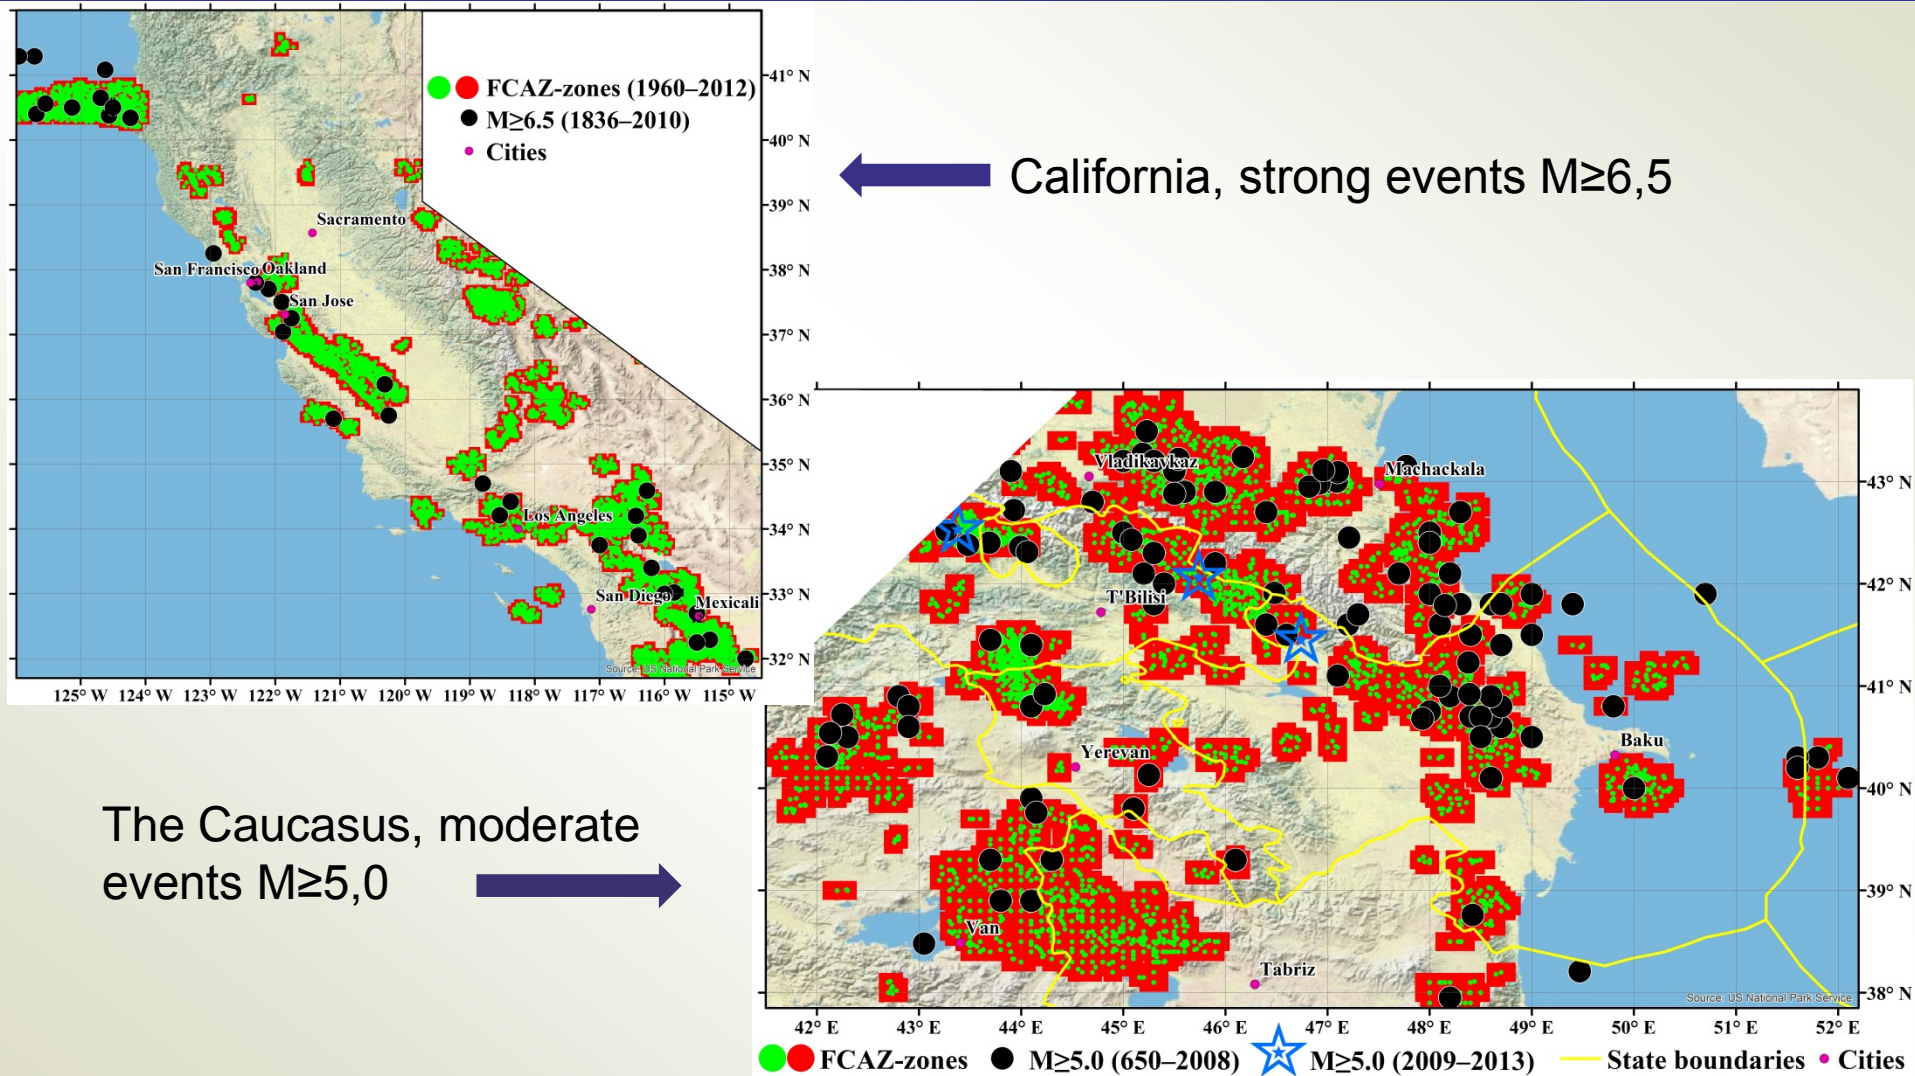 FCAZ-zones (1960–2012)
M≥6.5 (1836–2010)
Cities
41° N
40° N
39° N
38° N
37° N
36° N
35° N
34° N
33° N
32° N
Sacramento
San Francisco Oakland
San Jose
Los Angeles
San Diego
Mexicali
Source: US National Park Service
125° W 124° W 123° W 122° W 121° W 120° W 119° W 118° W 117° W 116° W 115° W
California, strong events M≥6,5
The Caucasus, moderate
events M≥5,0
Vladikavkaz
Machackala
T'Bilisi
Yerevan
Baku
Van
Tabriz
43° N
42° N
41° N
40° N
39° N
38° N
Source: US National Park Service
42° E 43° E 44° E 45° E 46° E 47° E 48° E 49° E 50° E 51° E 52° E
FCAZ-zones M≥5.0 (650–2008) M≥5.0 (2009–2013) State boundaries Cities